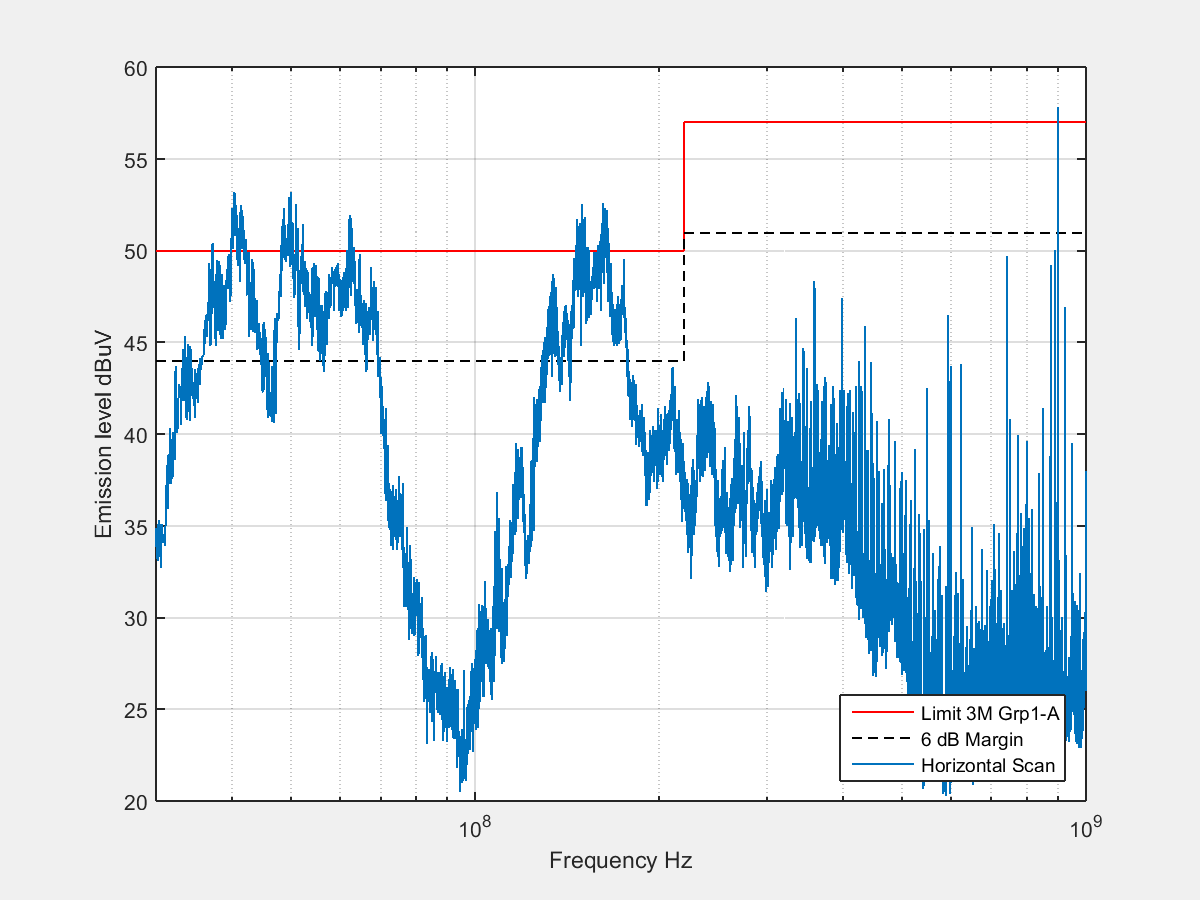 60
55
50
45
40
35
30
25
20
Emission level dBuV
10^8
10^9
Frequency Hz
Limit 3M Grp1-A
6 dB Margin
Horizontal Scan